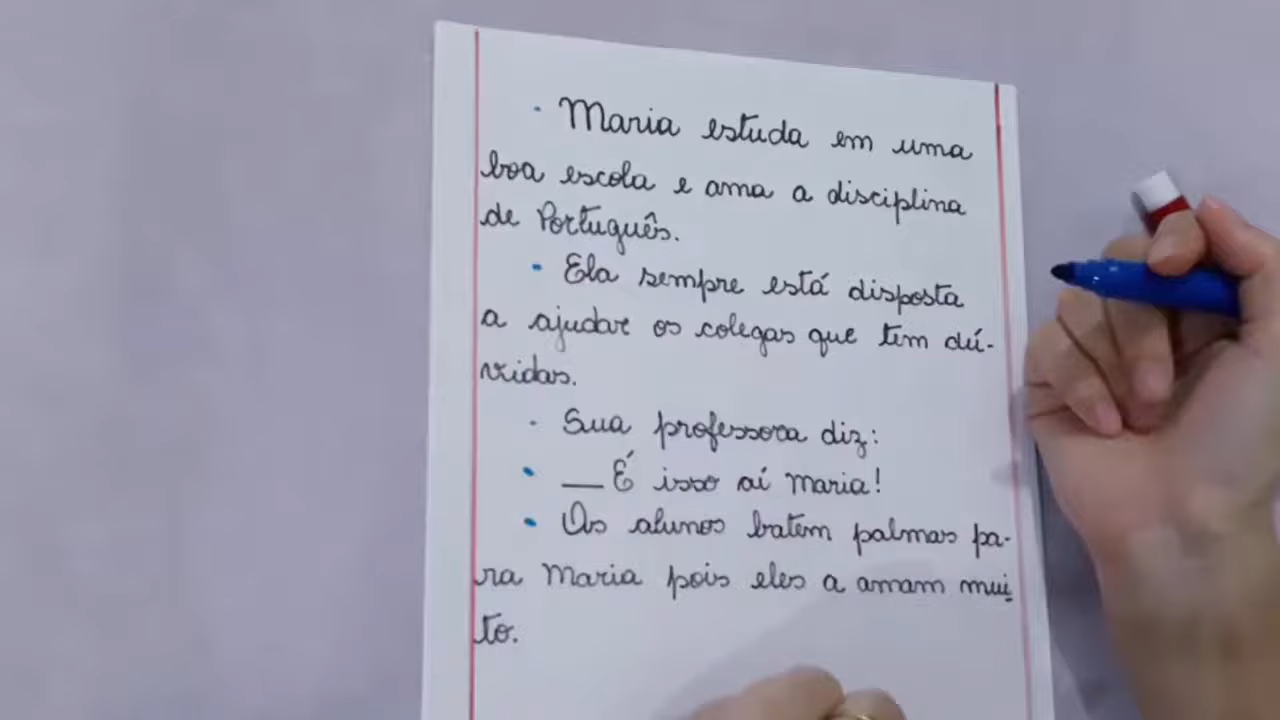 • Maria estuda em uma
boa escola e ama a disciplina
de Português.
• Ela sempre está disposta
a ajudar os colegas que tem dú-
vidas.
• Sua professora diz:
• __ É isso aí Maria!
• Os alunos batem palmas pa-
ra Maria pois eles a amam mui
to.